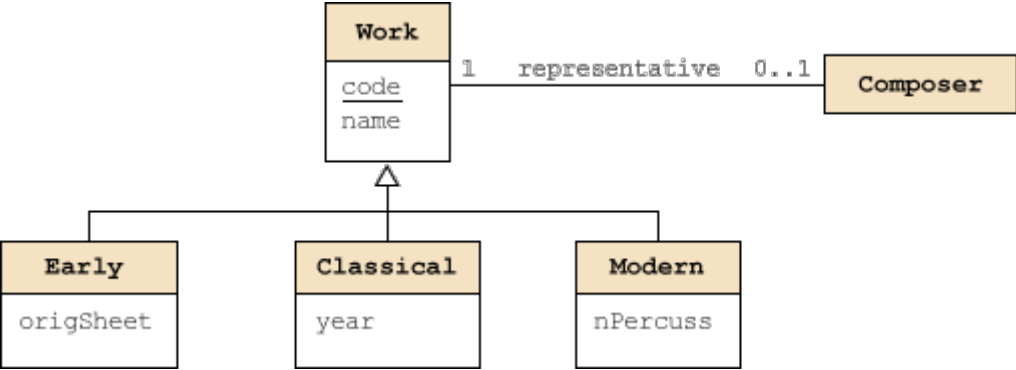 Work
code
name
1 representative 0..1
Composer
Early
origSheet
Classical
year
Modern
nPercuss